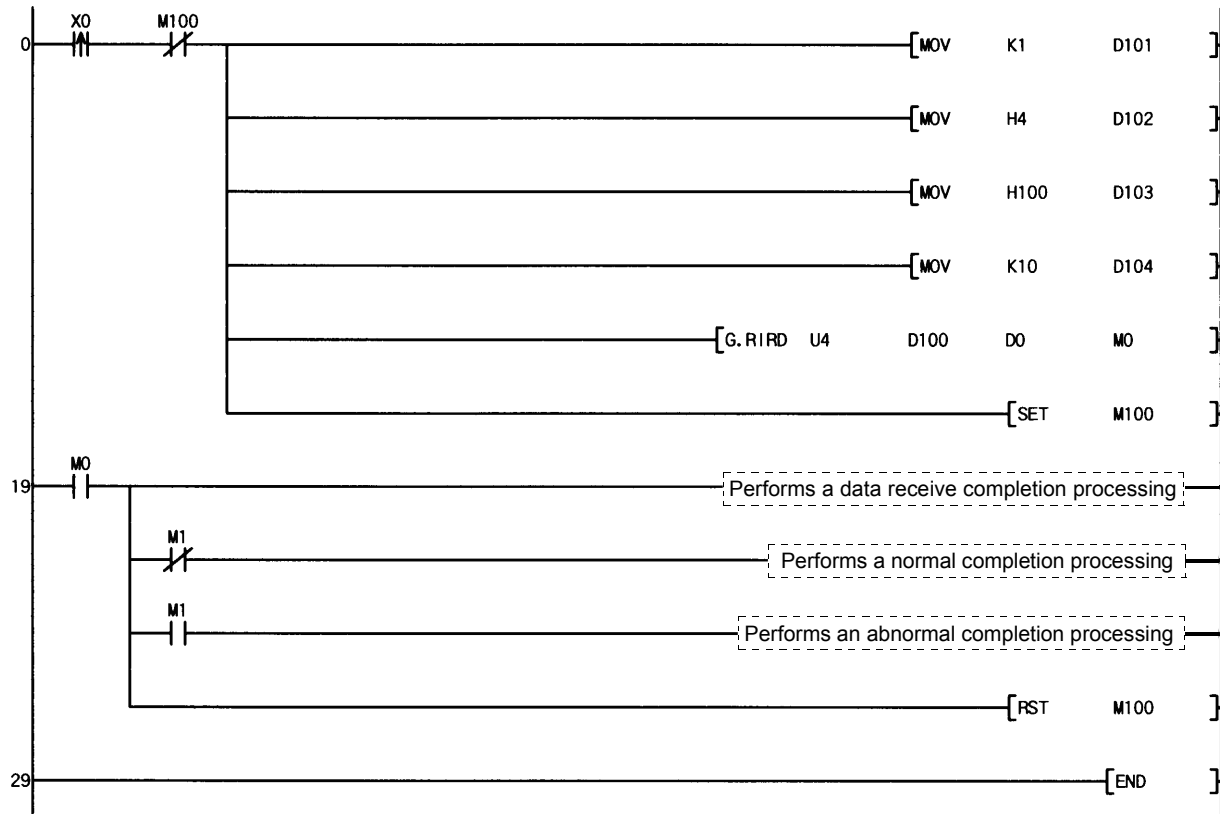 X0 M100
0 [MOV K1 D101 ]
[MOV H4 D102 ]
[MOV H100 D103 ]
[MOV K10 D104 ]
[G.RIRD U4 D100 D0 M0 ]
[SET M100 ]
M0
19 Performs a data receive completion processing
M1
Performs a normal completion processing
M1
Performs an abnormal completion processing
[RST M100 ]
29 [END ]